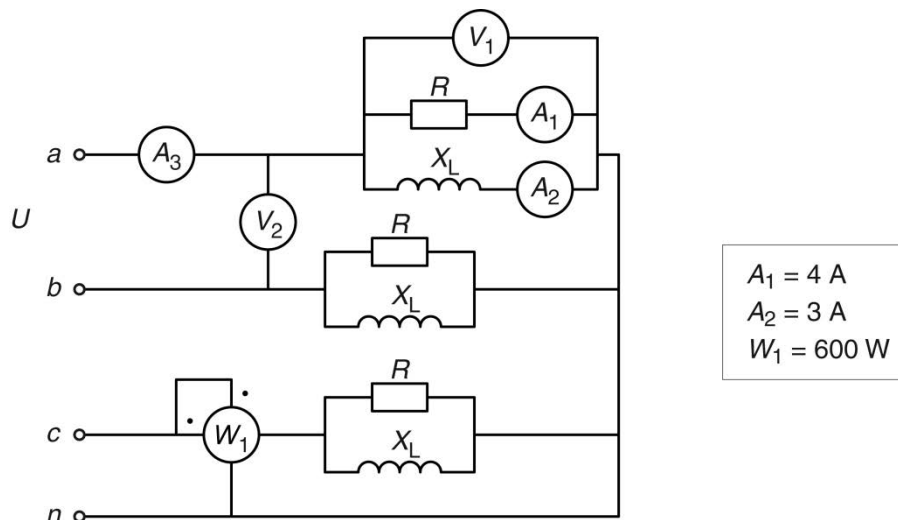 V1
R
A1
a
A3
XL
A2
U
V2
R
b
XL
R
c
W1
XL
n
A1 = 4 A
A2 = 3 A
W1 = 600 W